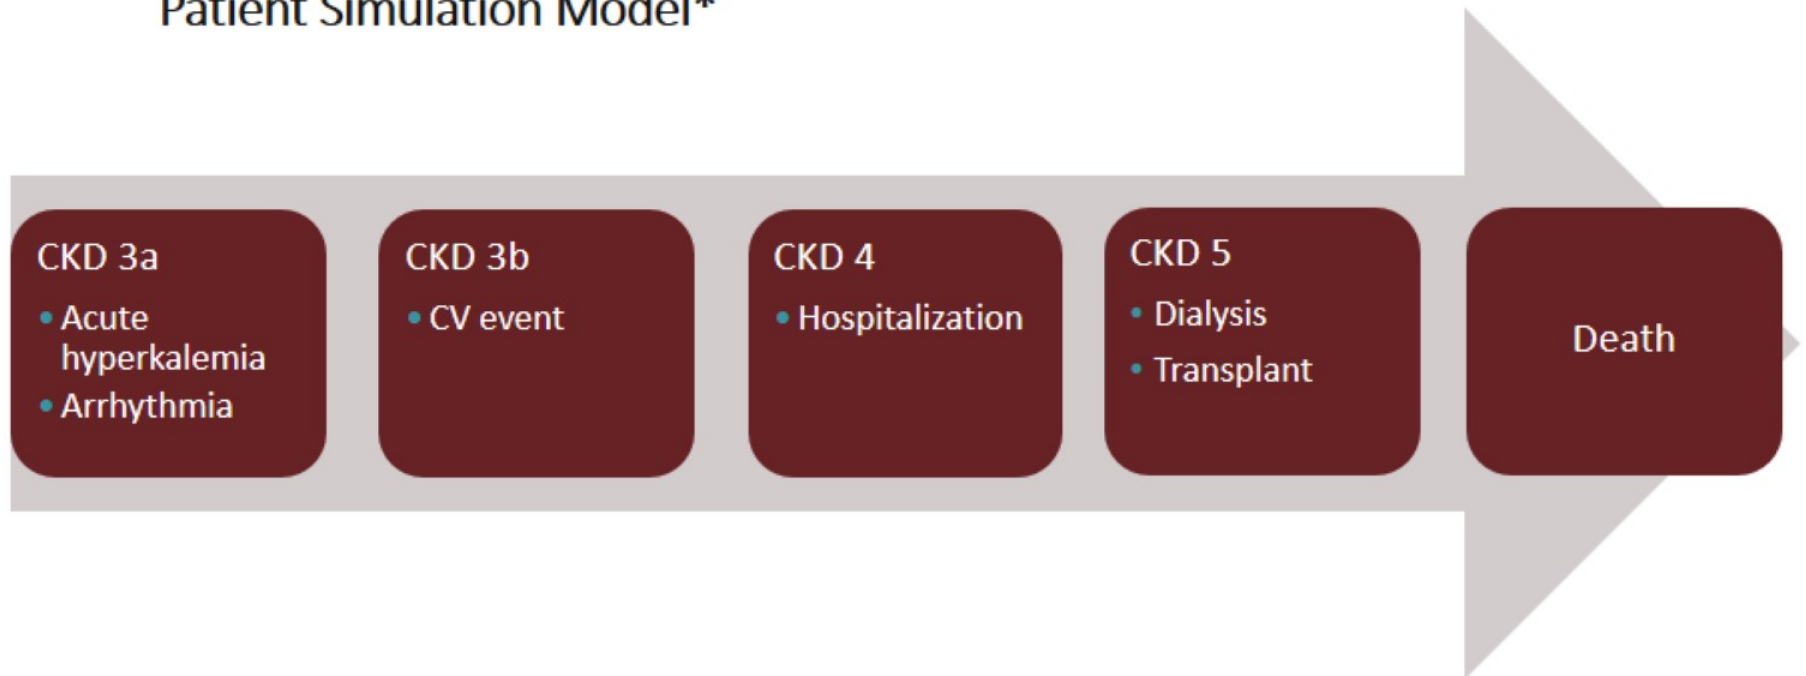 Patient Simulation Model*
CKD 3a
• Acute
hyperkalemia
• Arrhythmia
CKD 3b
• CV event
CKD 4
• Hospitalization
CKD 5
• Dialysis
• Transplant
Death